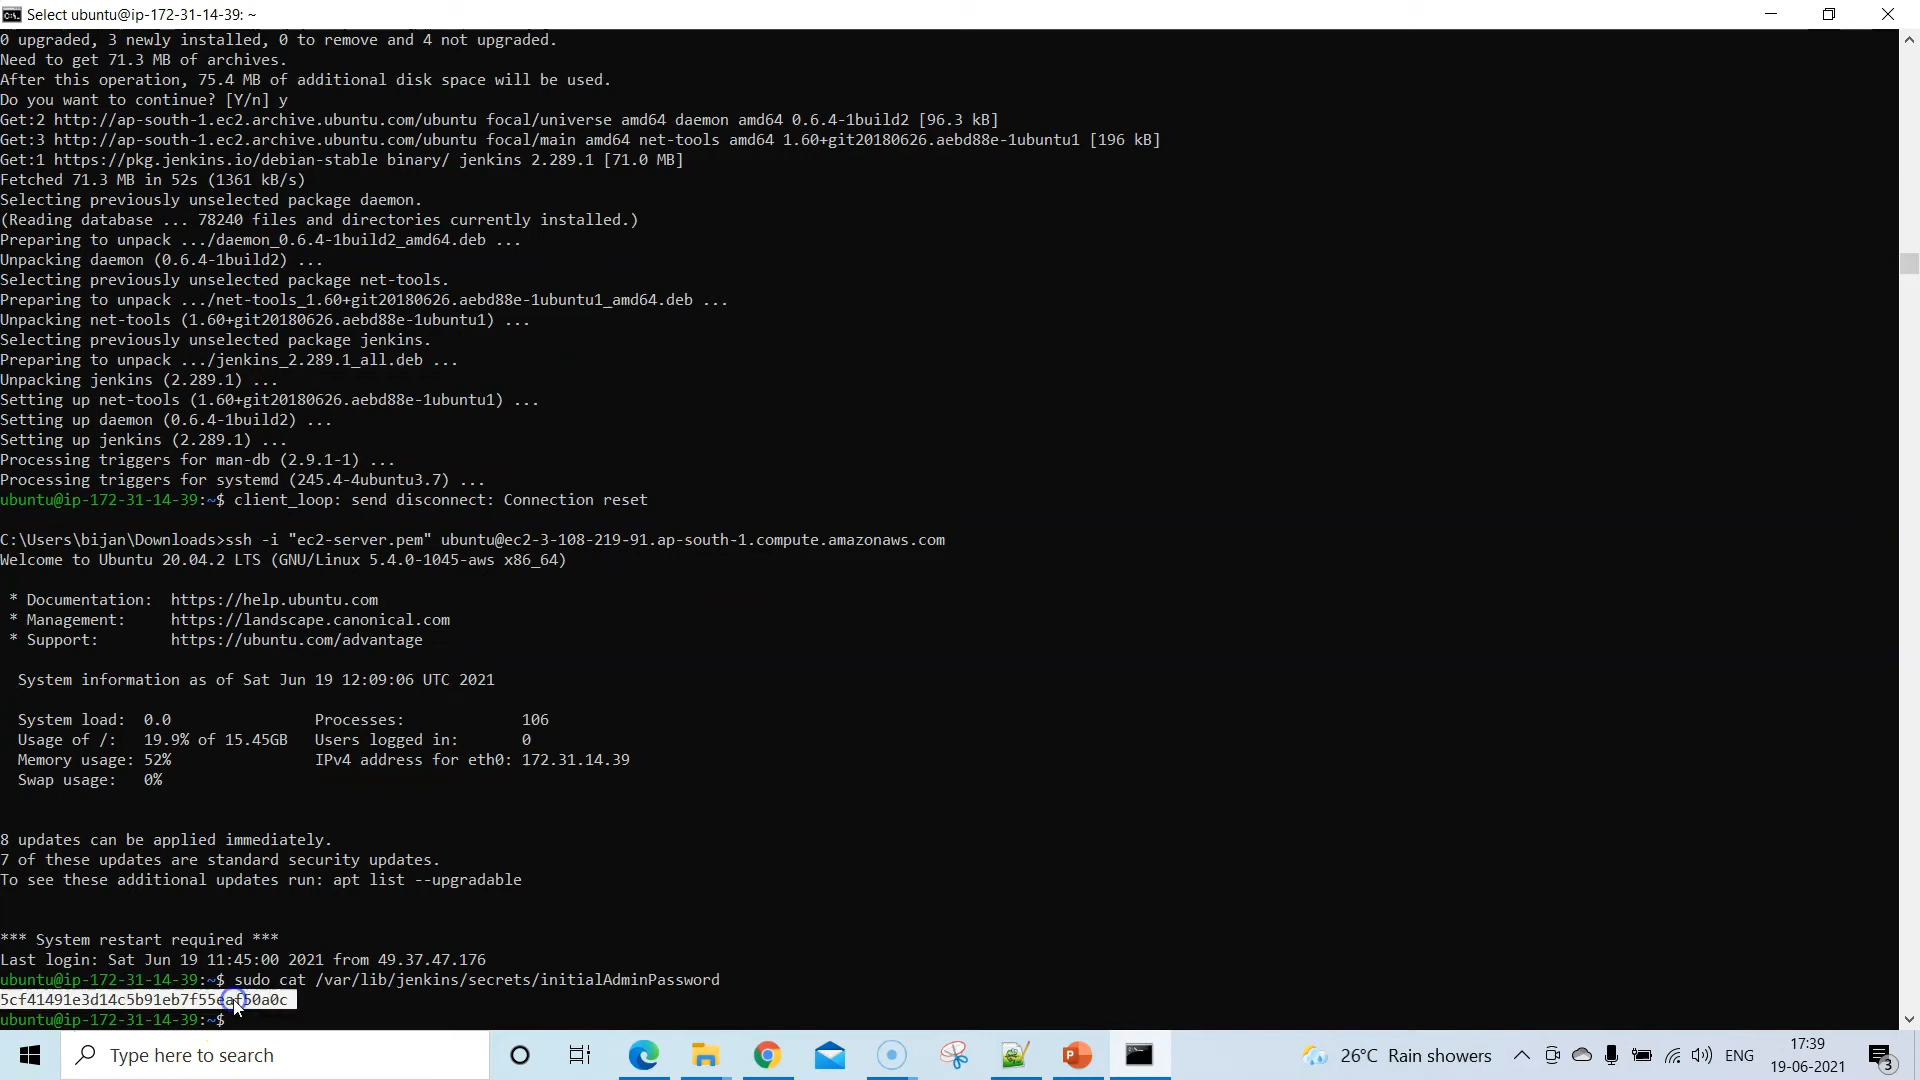 Select ubuntu@ip-172-31-14-39: ~
0 upgraded, 3 newly installed, 0 to remove and 4 not upgraded.
Need to get 71.3 MB of archives.
After this operation, 75.4 MB of additional disk space will be used.
Do you want to continue? [Y/n] y
Get:2 http://ap-south-1.ec2.archive.ubuntu.com/ubuntu focal/universe amd64 daemon amd64 0.6.4-1build2 [96.3 kB]
Get:3 http://ap-south-1.ec2.archive.ubuntu.com/ubuntu focal/main amd64 net-tools amd64 1.60+git20180626.aebd88e-1ubuntu1 [196 kB]
Get:1 https://pkg.jenkins.io/debian-stable binary/ jenkins 2.289.1 [71.0 MB]
Fetched 71.3 MB in 52s (1361 kB/s)
Selecting previously unselected package daemon.
(Reading database ... 78240 files and directories currently installed.)
Preparing to unpack .../daemon_0.6.4-1build2_amd64.deb ...
Unpacking daemon (0.6.4-1build2) ...
Selecting previously unselected package net-tools.
Preparing to unpack .../net-tools_1.60+git20180626.aebd88e-1ubuntu1_amd64.deb ...
Unpacking net-tools (1.60+git20180626.aebd88e-1ubuntu1) ...
Selecting previously unselected package jenkins.
Preparing to unpack .../jenkins_2.289.1_all.deb ...
Unpacking jenkins (2.289.1) ...
Setting up net-tools (1.60+git20180626.aebd88e-1ubuntu1) ...
Setting up daemon (0.6.4-1build2) ...
Setting up jenkins (2.289.1) ...
Processing triggers for man-db (2.9.1-1) ...
Processing triggers for systemd (245.4-4ubuntu3.7) ...
ubuntu@ip-172-31-14-39:~$ client_loop: send disconnect: Connection reset
C:\Users\bijan\Downloads>ssh -i "ec2-server.pem" ubuntu@ec2-3-108-219-91.ap-south-1.compute.amazonaws.com
Welcome to Ubuntu 20.04.2 LTS (GNU/Linux 5.4.0-1045-aws x86_64)
* Documentation: https://help.ubuntu.com
* Management: https://landscape.canonical.com
* Support: https://ubuntu.com/advantage
System information as of Sat Jun 19 12:09:06 UTC 2021
System load: 0.0 Processes: 106
Usage of /: 19.9% of 15.45GB Users logged in: 0
Memory usage: 52% IPv4 address for eth0: 172.31.14.39
Swap usage: 0%
8 updates can be applied immediately.
7 of these updates are standard security updates.
To see these additional updates run: apt list --upgradable
*** System restart required ***
Last login: Sat Jun 19 11:45:00 2021 from 49.37.47.176
ubuntu@ip-172-31-14-39:~$ sudo cat /var/lib/jenkins/secrets/initialAdminPassword
5cf41491e3d14c5b91eb7f55eaf50a0c
ubuntu@ip-172-31-14-39:~$
Type here to search
26°C Rain showers
ENG
17:39
19-06-2021
3